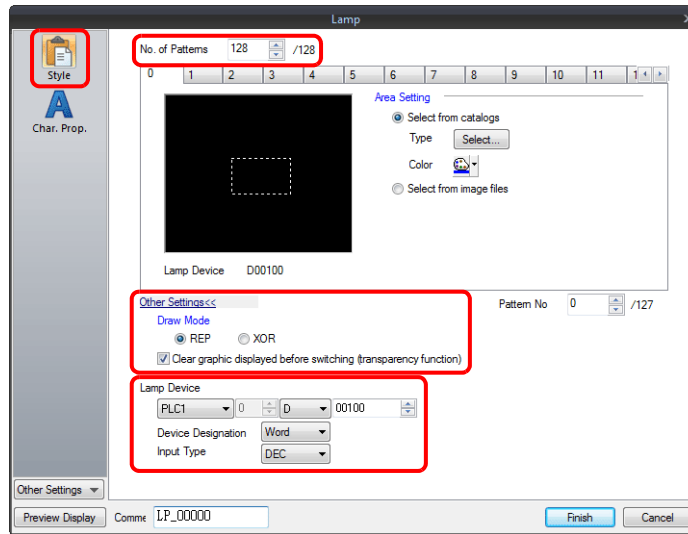 Lamp
Style
Char. Prop.
No. of Patterns 128 /128
0 1 2 3 4 5 6 7 8 9 10 11
Area Setting
Select from catalogs
Type Select...
Color
Select from image files
Lamp Device D00100
Other Settings<<
Pattern No 0 /127
Draw Mode
REP XOR
Clear graphic displayed before switching (transparency function)
Lamp Device
PLC1 0 D 00100
Device Designation Word
Input Type DEC
Other Settings
Preview Display Comme LP_00000 Finish Cancel